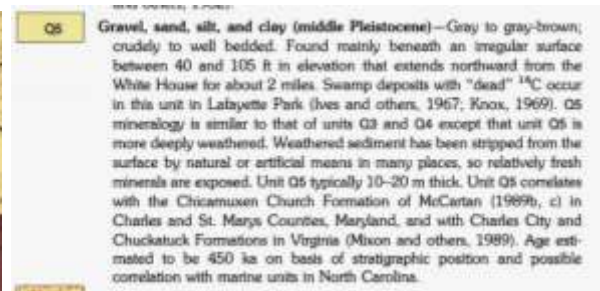 Q5
Gravel, sand, silt, and clay (middle Pleistocene)—Gray to gray-brown;
crudely to well bedded. Found mainly beneath an irregular surface
between 40 and 105 ft in elevation that extends northward from the
White House for about 2 miles. Swamp deposits with "dead" ¹⁴C occur
in this unit in Lafayette Park (Ives and others, 1967; Knox, 1969). Q5
mineralogy is similar to that of units Q3 and Q4 except that unit Q5 is
more deeply weathered. Weathered sediment has been stripped from the
surface by natural or artificial means in many places, so relatively fresh
minerals are exposed. Unit Q5 typically 10–20 m thick. Unit Q5 correlates
with the Chicamuxen Church Formation of McCartan (1989b, c) in
Charles and St. Marys Counties, Maryland, and with Charles City and
Chuckatuck Formations in Virginia (Mixon and others, 1989). Age esti-
mated to be 450 ka on basis of stratigraphic position and possible
correlation with marine units in North Carolina.